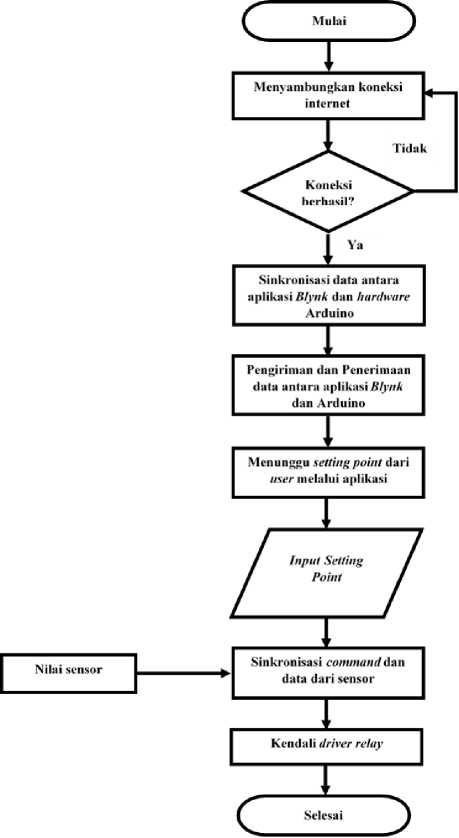 Mulai
Menyambungkan koneksi
internet
Tidak
Koneksi
berhasil?
Ya
Sinkronisasi data antara
aplikasi Blynk dan hardware
Arduino
Pengiriman dan Penerimaan
data antara aplikasi Blynk
dan Arduino
Menunggu setting point dari
user melalui aplikasi
Input Setting
Point
Nilai sensor
Sinkronisasi command dan
data dari sensor
Kendali driver relay
Selesai